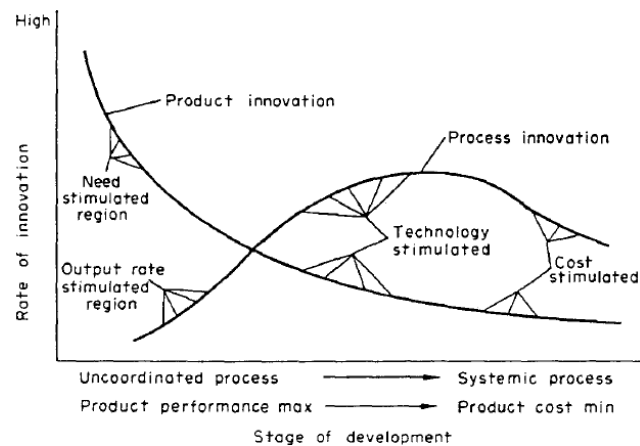 High
Product innovation
Process innovation
Need
stimulated
region
Technology
stimulated
Output rate
stimulated
region
Cost
stimulated
Rate of innovation
Uncoordinated process
Systemic process
Product performance max
Product cost min
Stage of development